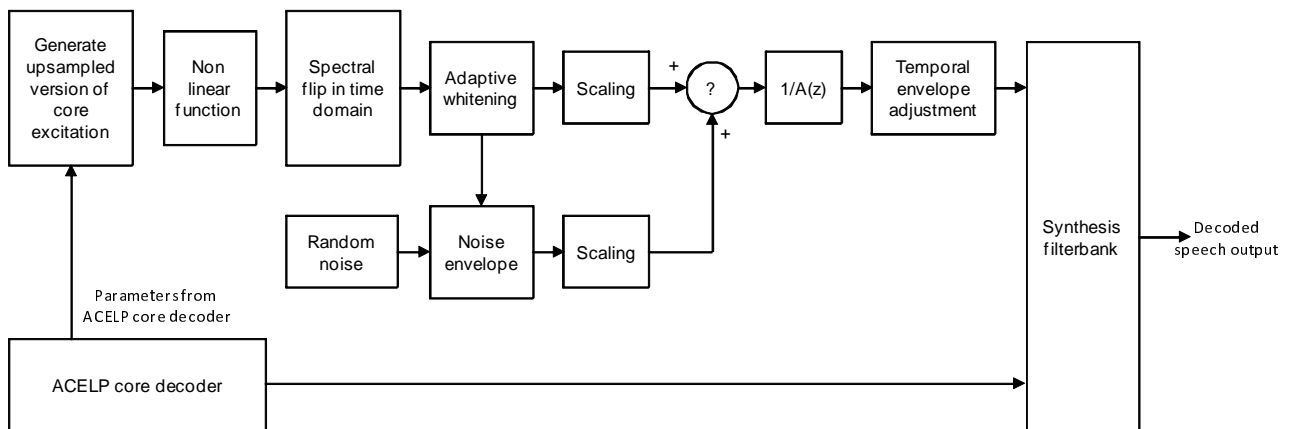 Generate
upsampled
version of
core
excitation
Non
linear
function
Spectral
flip in time
domain
Adaptive
whitening
Scaling
+
?
+
1/A(z)
Temporal
envelope
adjustment
Random
noise
Noise
envelope
Scaling
Synthesis
filterbank
Decoded
speech output
Parameters from
ACELP core decoder
ACELP core decoder